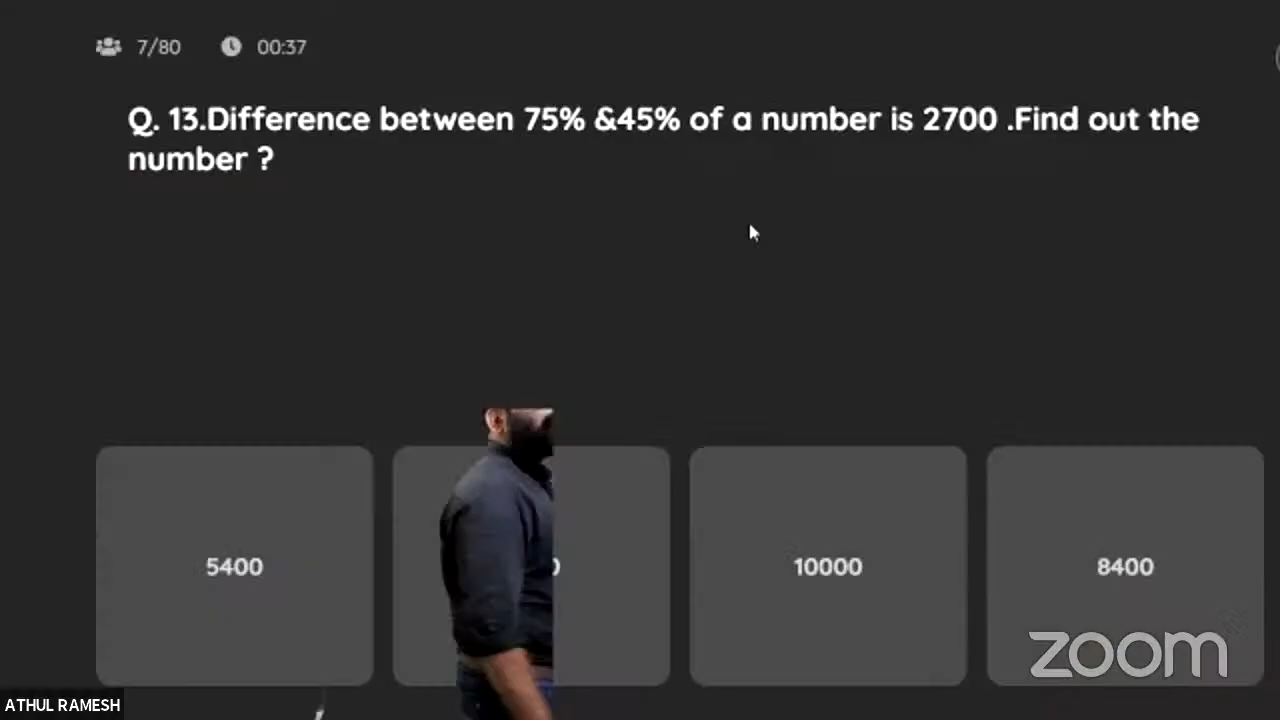 7/80 00:37
Q. 13.Difference between 75% &45% of a number is 2700 .Find out the
number ?
5400
10000
8400
zoom
ATHUL RAMESH